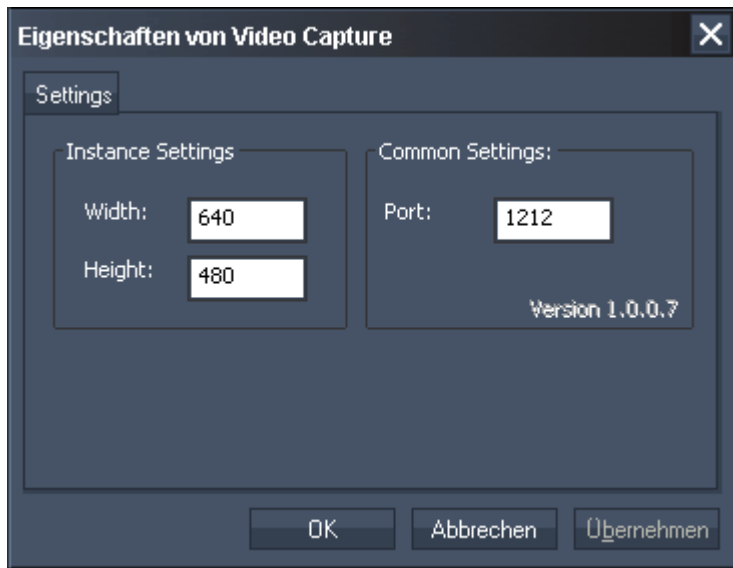 Eigenschaften von Video Capture
Settings
Instance Settings
Width: 640
Height: 480
Common Settings:
Port: 1212
Version 1.0.0.7
OK Abbrechen Übernehmen